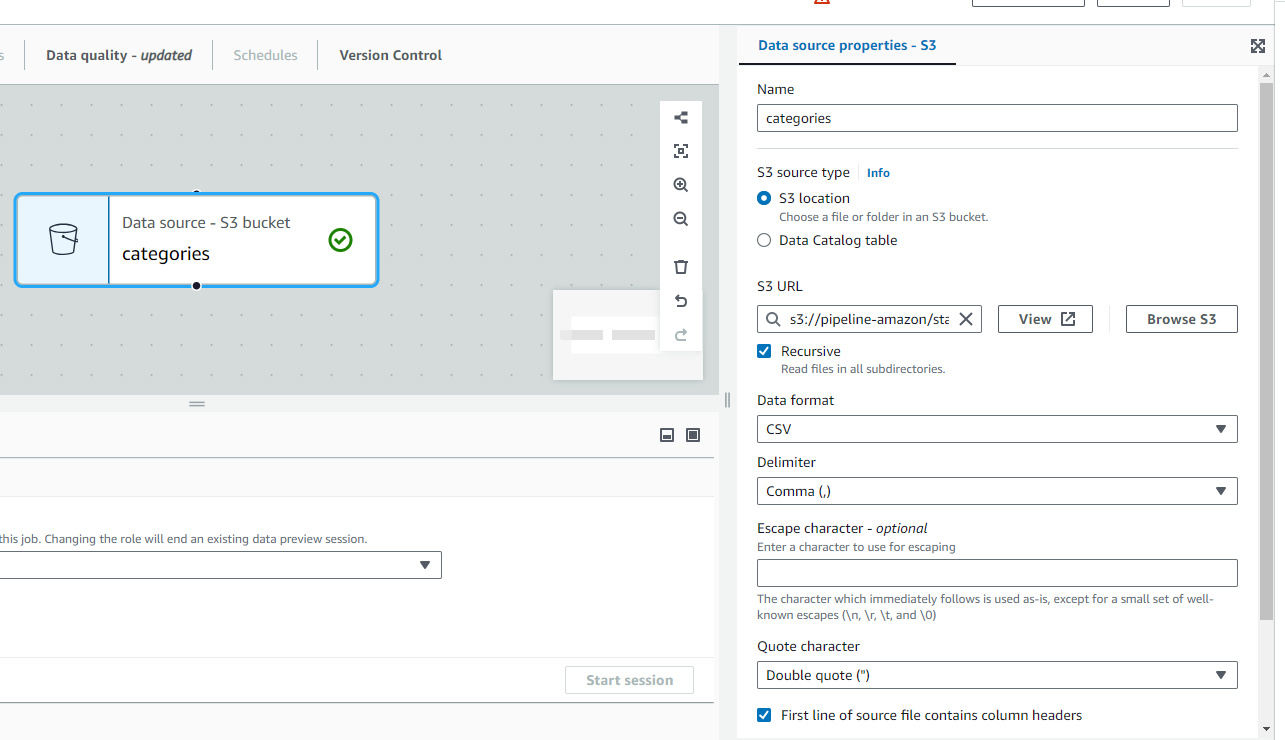 Data quality - updated
Schedules
Version Control
Data source - S3 bucket
categories
this job. Changing the role will end an existing data preview session.
Start session
Data source properties - S3
Name
categories
S3 source type
Info
S3 location
Choose a file or folder in an S3 bucket.
Data Catalog table
S3 URL
s3://pipeline-amazon/sta
View
Browse S3
Recursive
Read files in all subdirectories.
Data format
CSV
Delimiter
Comma (,)
Escape character - optional
Enter a character to use for escaping
The character which immediately follows is used as-is, except for a small set of well-
known escapes (\n, \r, \t, and \0)
Quote character
Double quote (")
First line of source file contains column headers